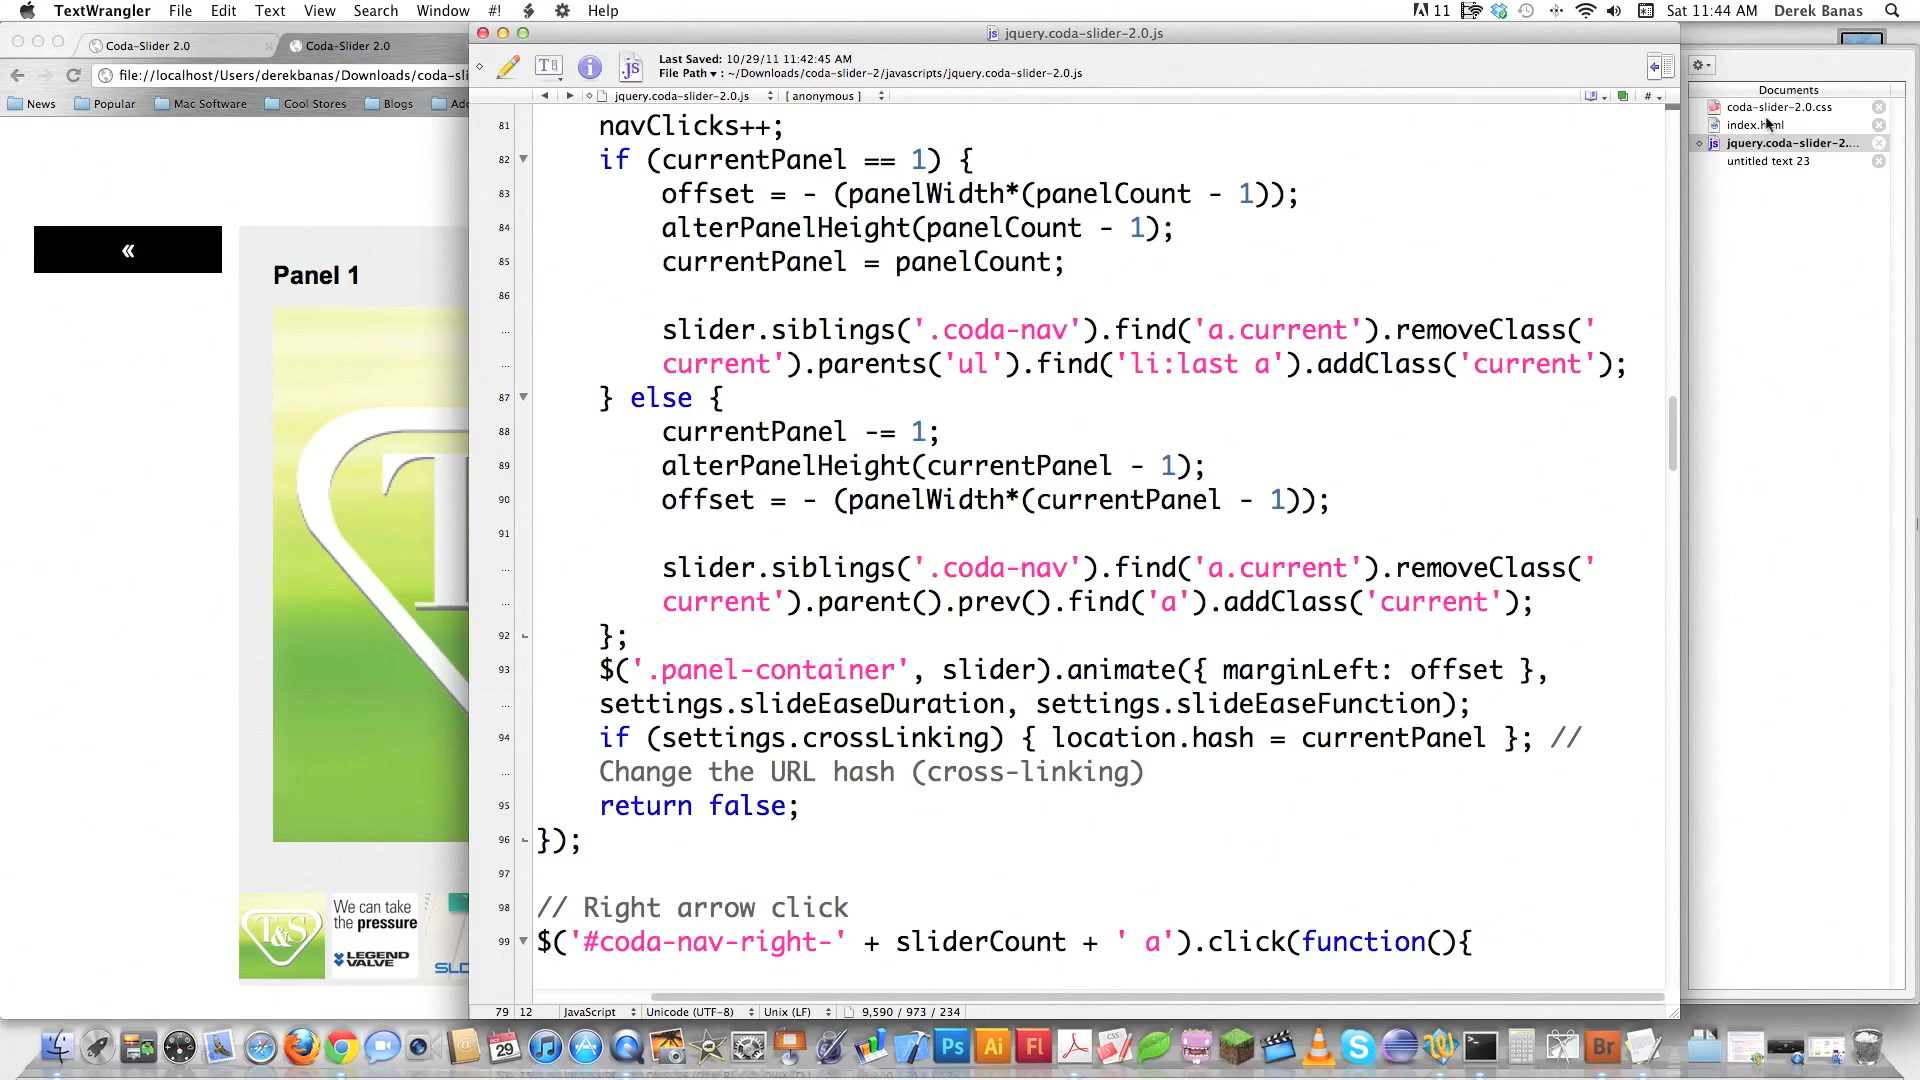 TextWrangler File Edit Text View Search Window #! Help
11 Sat 11:44 AM Derek Banas
Coda-Slider 2.0
Coda-Slider 2.0
jquery.coda-slider-2.0.js
file://localhost/Users/derekbanas/Downloads/coda-sli
Last Saved: 10/29/11 11:42:45 AM
File Path ▾ : ~/Downloads/coda-slider-2/javascripts/jquery.coda-slider-2.0.js
News Popular Mac Software Cool Stores Blogs Ado
jquery.coda-slider-2.0.js [ anonymous ]
Documents
coda-slider-2.0.css
index.html
jquery.coda-slider-2....
untitled text 23
«
Panel 1
We can take
the pressure
T&S
LEGEND
VALVE
81 navClicks++;
82 if (currentPanel == 1) {
83 offset = - (panelWidth*(panelCount - 1));
84 alterPanelHeight(panelCount - 1);
85 currentPanel = panelCount;
86
slider.siblings('.coda-nav').find('a.current').removeClass('
current').parents('ul').find('li:last a').addClass('current');
87 } else {
88 currentPanel -= 1;
89 alterPanelHeight(currentPanel - 1);
90 offset = - (panelWidth*(currentPanel - 1));
91
slider.siblings('.coda-nav').find('a.current').removeClass('
current').parent().prev().find('a').addClass('current');
92 };
93 $('.panel-container', slider).animate({ marginLeft: offset },
settings.slideEaseDuration, settings.slideEaseFunction);
94 if (settings.crossLinking) { location.hash = currentPanel }; //
Change the URL hash (cross-linking)
95 return false;
96 });
97
98 // Right arrow click
99 $('#coda-nav-right-' + sliderCount + ' a').click(function(){
79 12 JavaScript Unicode (UTF-8) Unix (LF) 9,590 / 973 / 234
29
Ps Ai Fl
Br